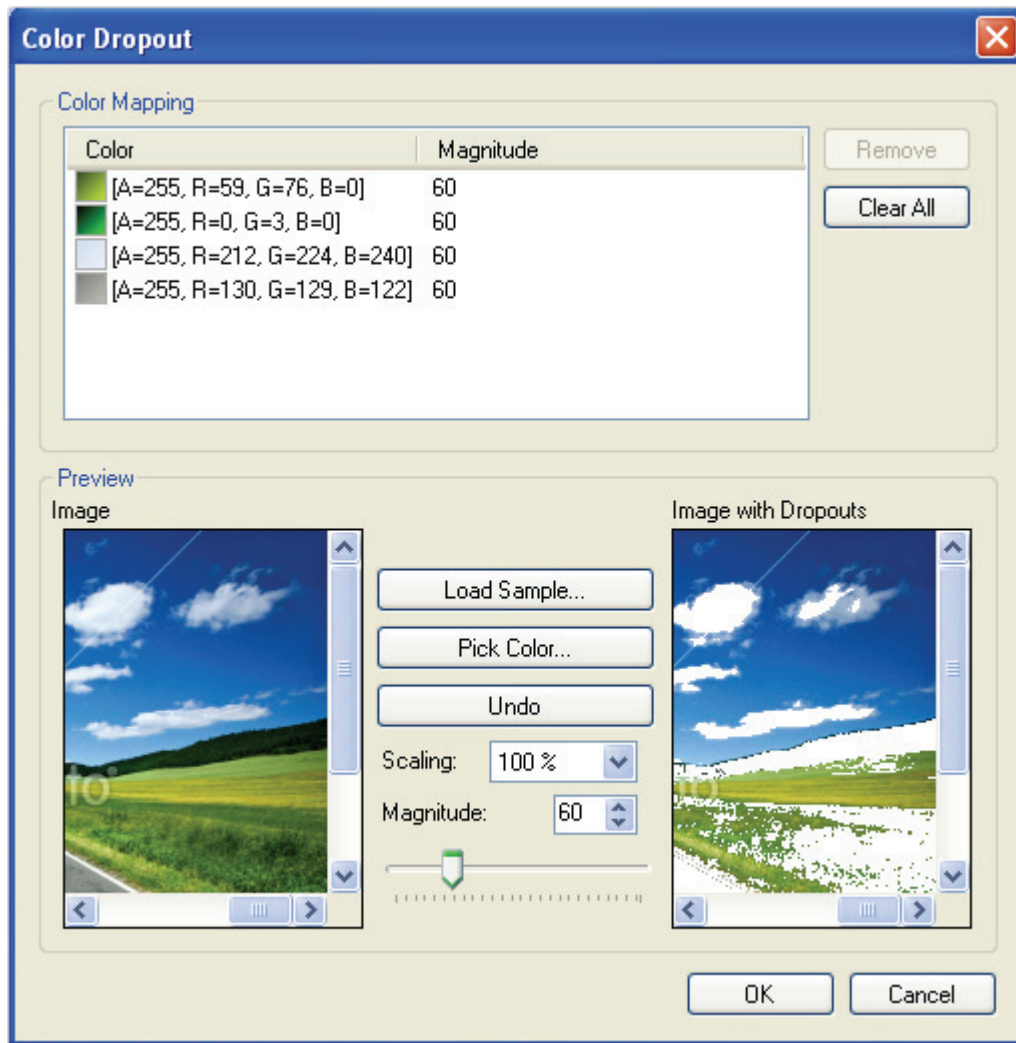 Color Dropout
Color Mapping
Color Magnitude
[A=255, R=59, G=76, B=0] 60
[A=255, R=0, G=3, B=0] 60
[A=255, R=212, G=224, B=240] 60
[A=255, R=130, G=129, B=122] 60
Remove
Clear All
Preview
Image
Load Sample...
Pick Color...
Undo
Scaling: 100 %
Magnitude: 60
Image with Dropouts
to
to
OK
Cancel